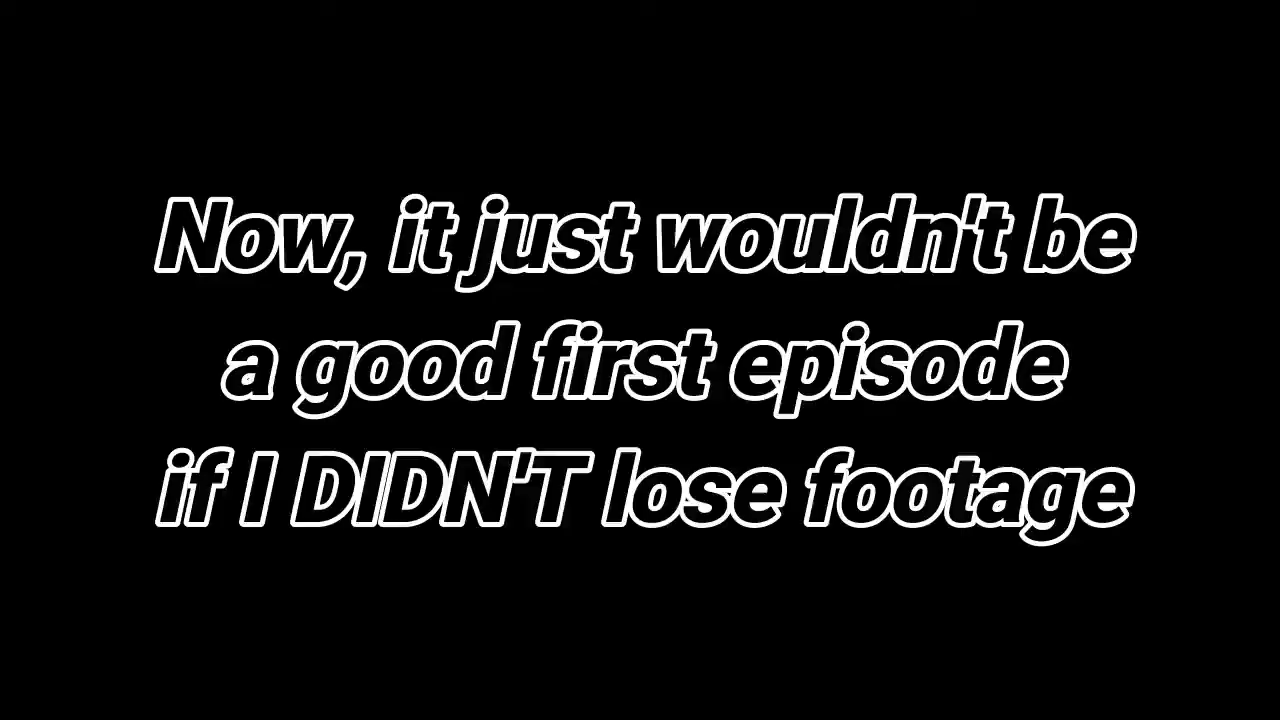 Now, it just wouldn't be
a good first episode
if I DIDN'T lose footage